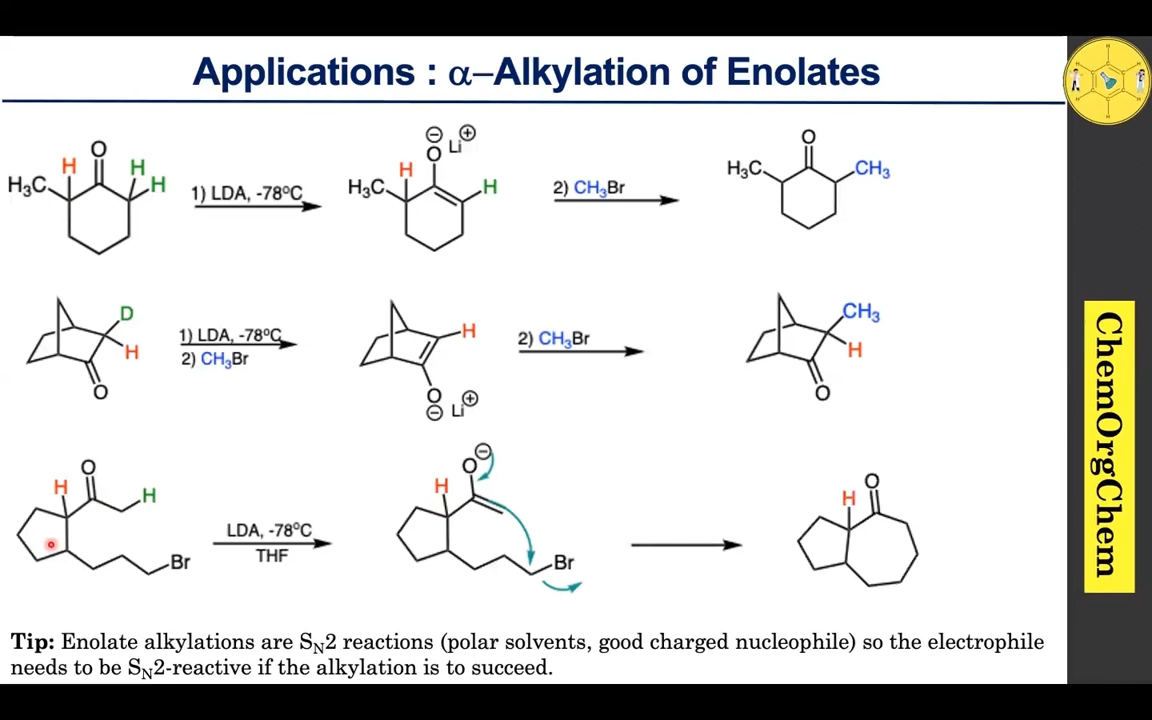 Applications : α–Alkylation of Enolates
H O H H
H₃C
1) LDA, -78ºC
⊖ O Li⊕
H H
H₃C
2) CH₃Br
O
H₃C CH₃
D
H
O
1) LDA, -78ºC
2) CH₃Br
H
O
⊖ Li⊕
2) CH₃Br
CH₃
H
O
O
H H
Br
LDA, -78ºC
THF
⊖
O
H
Br
O
H
Tip: Enolate alkylations are S_N2 reactions (polar solvents, good charged nucleophile) so the electrophile
needs to be S_N2-reactive if the alkylation is to succeed.
ChemOrgChem